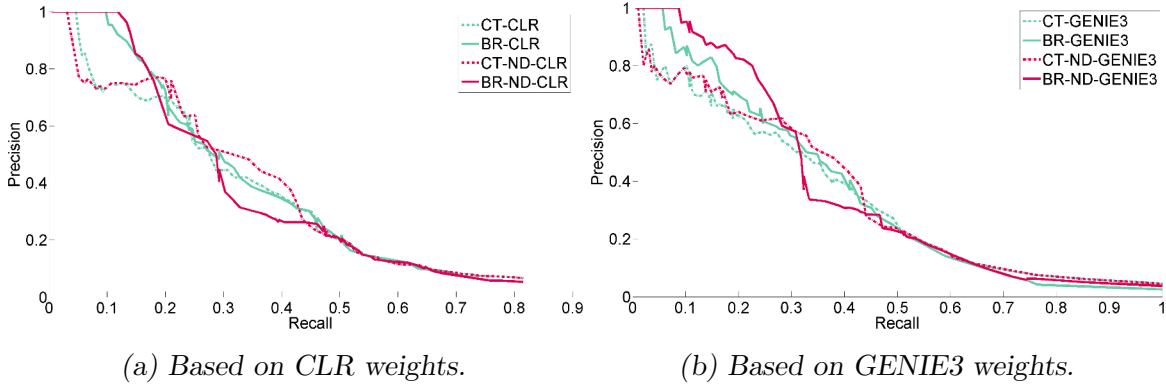 1
0.8
0.6
0.4
0.2
0
Precision
0 0.1 0.2 0.3 0.4 0.5 0.6 0.7 0.8 0.9
Recall
CT-CLR
BR-CLR
CT-ND-CLR
BR-ND-CLR
(a) Based on CLR weights.
1
0.8
0.6
0.4
0.2
0
Precision
0 0.1 0.2 0.3 0.4 0.5 0.6 0.7 0.8 0.9 1
Recall
CT-GENIE3
BR-GENIE3
CT-ND-GENIE3
BR-ND-GENIE3
(b) Based on GENIE3 weights.